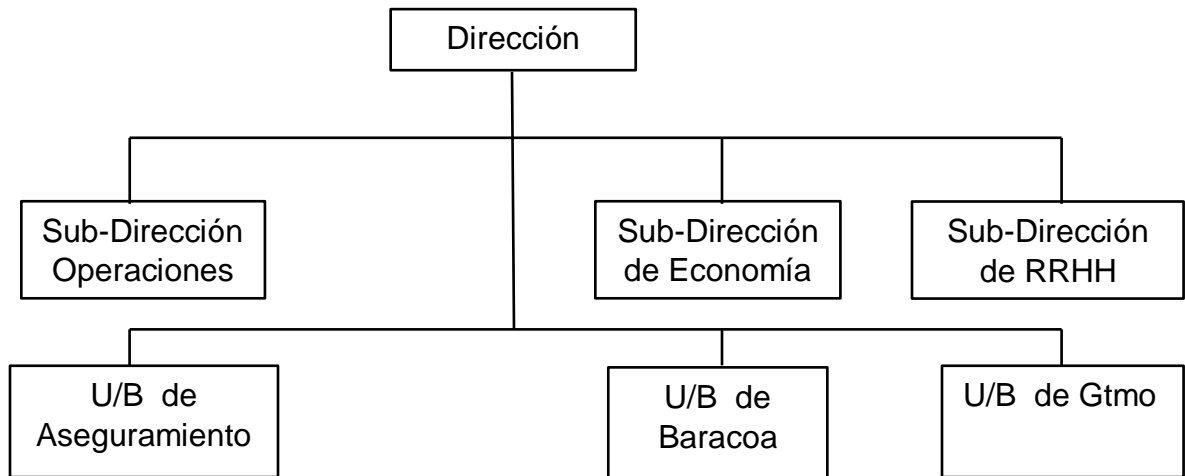 Dirección
Sub-Dirección
Operaciones
Sub-Dirección
de Economía
Sub-Dirección
de RRHH
U/B de
Aseguramiento
U/B de
Baracoa
U/B de Gtmo